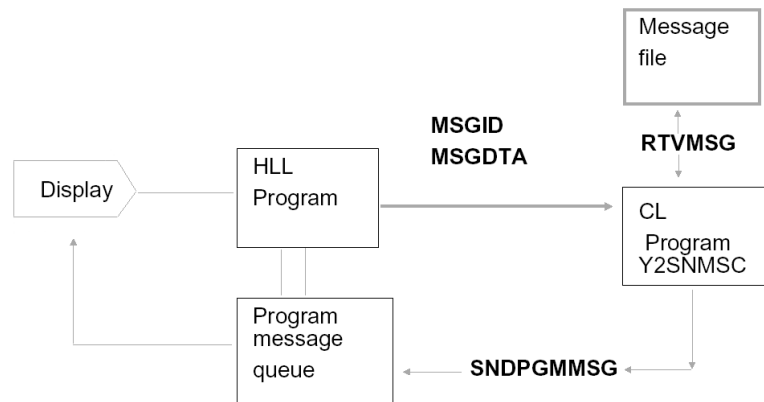 Message
file
MSGID
MSGDTA
RTVMSG
Display
HLL
Program
CL
Program
Y2SNMSC
Program
message
queue
SNDPGMMSG